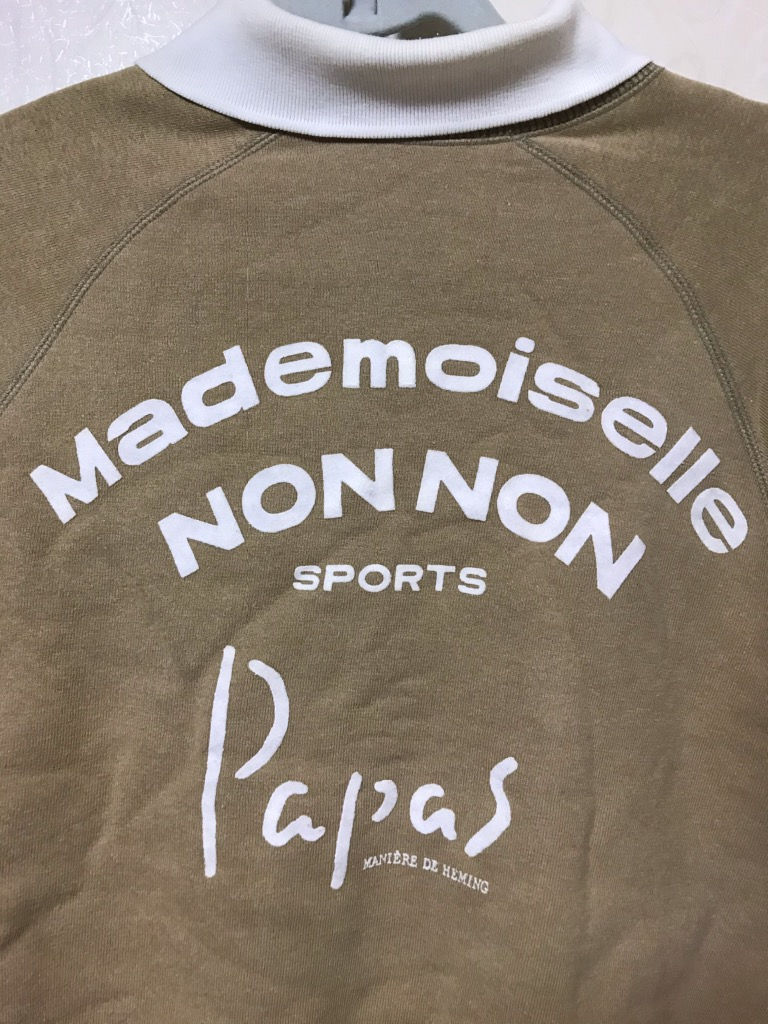 Mademoiselle
NON NON
SPORTS
Papas
MANIÈRE DE HEMING